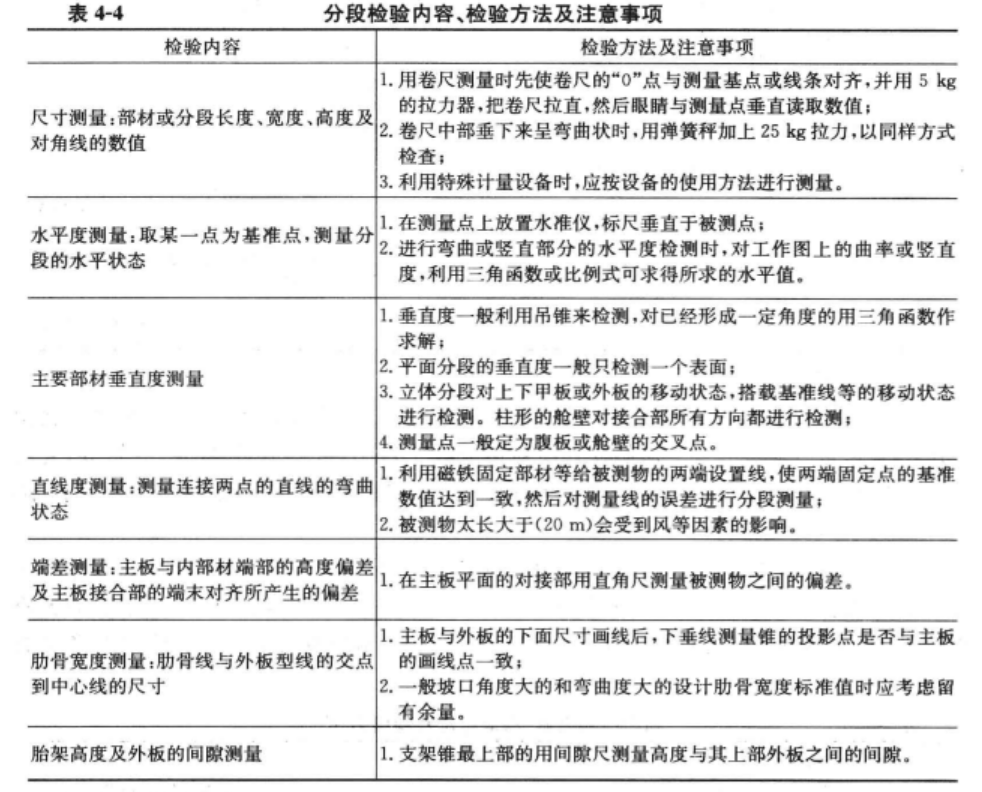 表 4-4 分段检验内容、检验方法及注意事项
检验内容 检验方法及注意事项
尺寸测量:部材或分段长度、宽度、高度及
对角线的数值
1. 用卷尺测量时先使卷尺的“0”点与测量基点或线条对齐,并用 5 kg
的拉力器,把卷尺拉直,然后眼睛与测量点垂直读取数值;
2. 卷尺中部垂下来呈弯曲状时,用弹簧秤加上 25 kg 拉力,以同样方式
检查;
3. 利用特殊计量设备时,应按设备的使用方法进行测量。
水平度测量:取某一点为基准点,测量分
段的水平状态
1. 在测量点上放置水准仪,标尺垂直于被测点;
2. 进行弯曲或竖直部分的水平度检测时,对工作图上的曲率或竖直
度,利用三角函数或比例式可求得所求的水平值。
主要部材垂直度测量
1. 垂直度一般利用吊锥来检测,对已经形成一定角度的用三角函数作
求解;
2. 平面分段的垂直度一般只检测一个表面;
3. 立体分段对上下甲板或外板的移动状态,搭载基准线等的移动状态
进行检测。柱形的舱壁对接合部所有方向都进行检测;
4. 测量点一般定为腹板或舱壁的交叉点。
直线度测量:测量连接两点的直线的弯曲
状态
1. 利用磁铁固定部材等给被测物的两端设置线,使两端固定点的基准
数值达到一致,然后对测量线的误差进行分段测量;
2. 被测物太长大于(20 m)会受到风等因素的影响。
端差测量:主板与内部材端部的高度偏差
及主板接合部的端末对齐所产生的偏差
1. 在主板平面的对接部用直角尺测量被测物之间的偏差。
肋骨宽度测量:肋骨线与外板型线的交点
到中心线的尺寸
1. 主板与外板的下面尺寸画线后,下垂线测量锥的投影点是否与主板
的画线点一致;
2. 一般坡口角度大的和弯曲度大的设计肋骨宽度标准值时应考虑留
有余量。
胎架高度及外板的间隙测量
1. 支架锥最上部的用间隙尺测量高度与其上部外板之间的间隙。